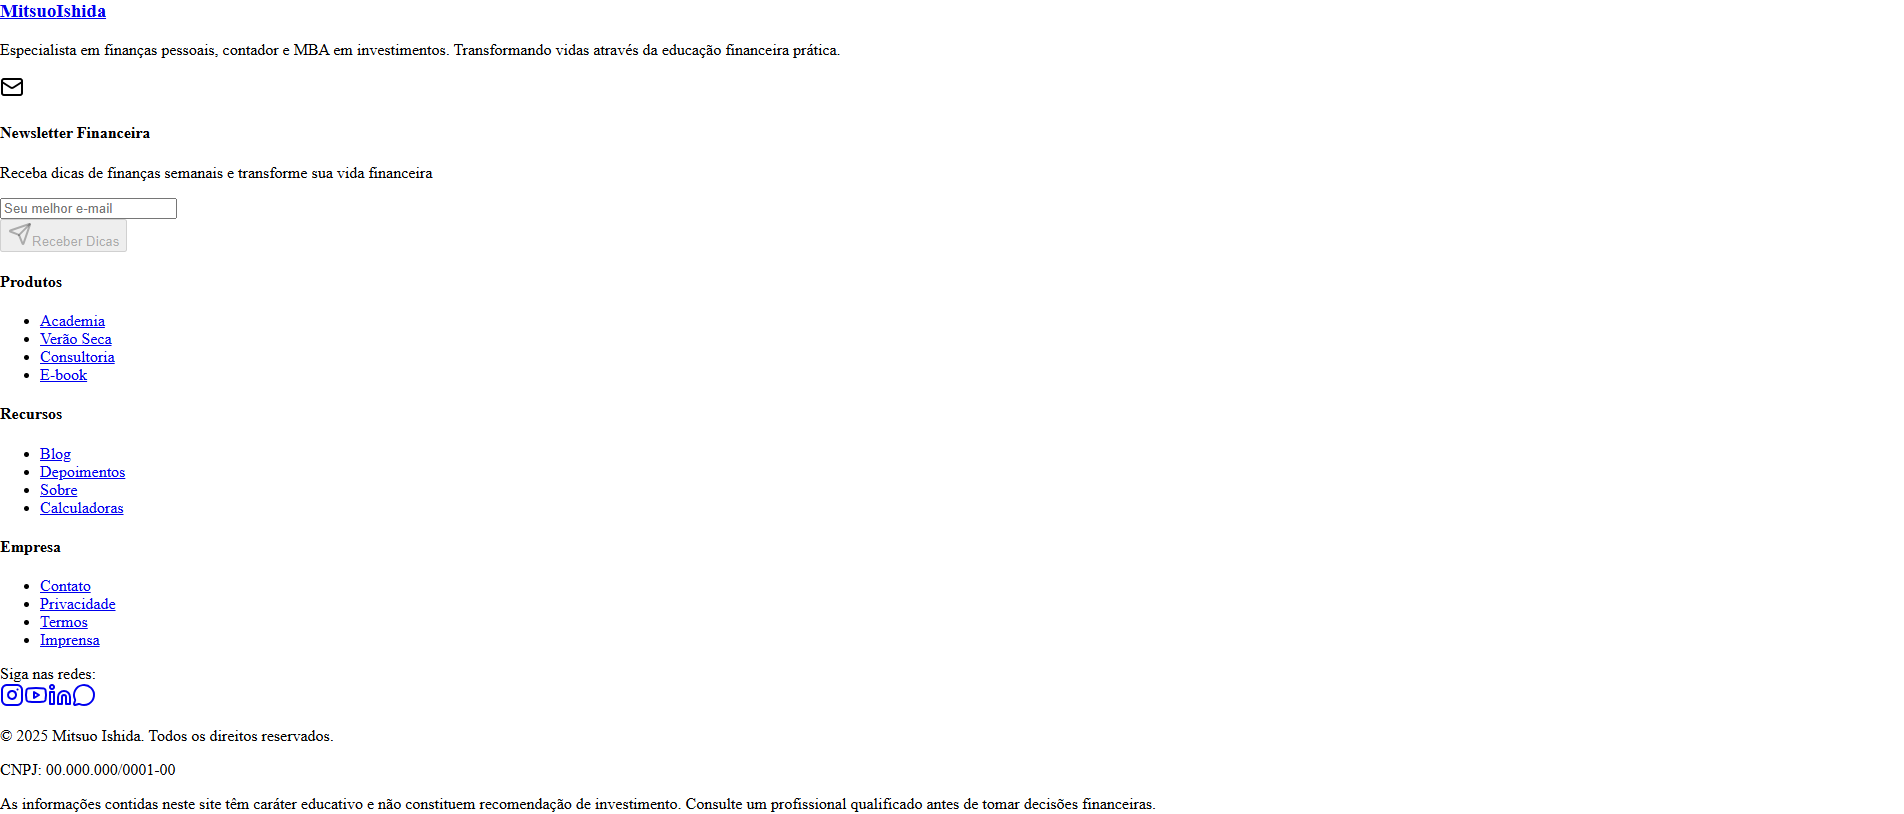 MitsuoIshida
Especialista em finanças pessoais, contador e MBA em investimentos. Transformando vidas através da educação financeira prática.
Newsletter Financeira
Receba dicas de finanças semanais e transforme sua vida financeira
Seu melhor e-mail
Receber Dicas
Produtos
Academia
Verão Seca
Consultoria
E-book
Recursos
Blog
Depoimentos
Sobre
Calculadoras
Empresa
Contato
Privacidade
Termos
Imprensa
Siga nas redes:
© 2025 Mitsuo Ishida. Todos os direitos reservados.
CNPJ: 00.000.000/0001-00
As informações contidas neste site têm caráter educativo e não constituem recomendação de investimento. Consulte um profissional qualificado antes de tomar decisões financeiras.